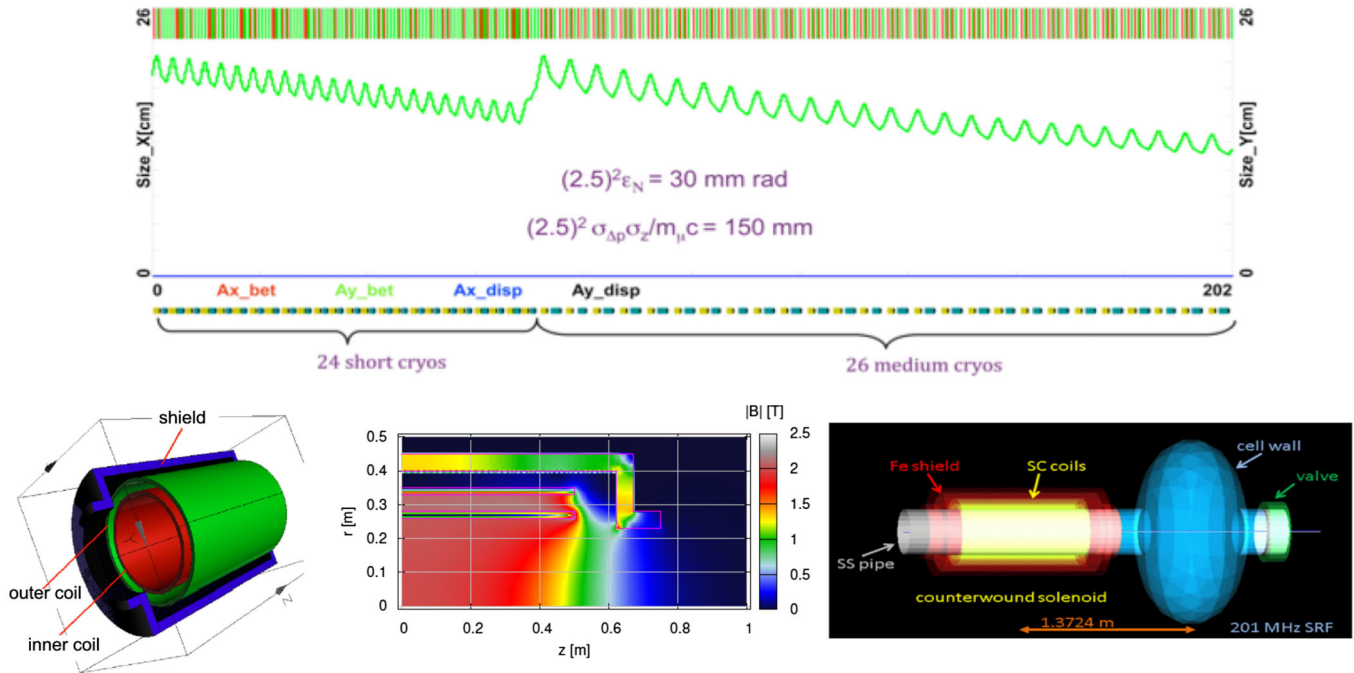 26
26
Size_X[cm]
Size_Y[cm]
(2.5)²εN = 30 mm rad
(2.5)² σΔpσz/mμc = 150 mm
0
0
0 Ax_bet Ay_bet Ax_disp Ay_disp 202
24 short cryos
26 medium cryos
shield
outer coil
inner coil
Z
|B| [T]
0.5
0.4
0.3
0.2
0.1
0
r [m]
0 0.2 0.4 0.6 0.8 1
z [m]
2.5
2
1.5
1
0.5
0
Fe shield
SC coils
cell wall
valve
SS pipe
counterwound solenoid
1.3724 m
201 MHz SRF